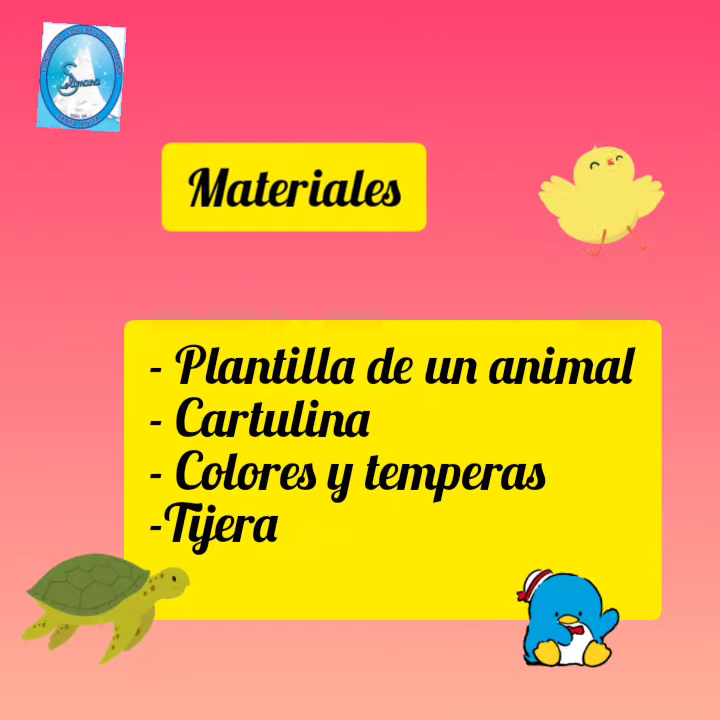 Materiales
- Plantilla de un animal
- Cartulina
- Colores y temperas
-Tijera